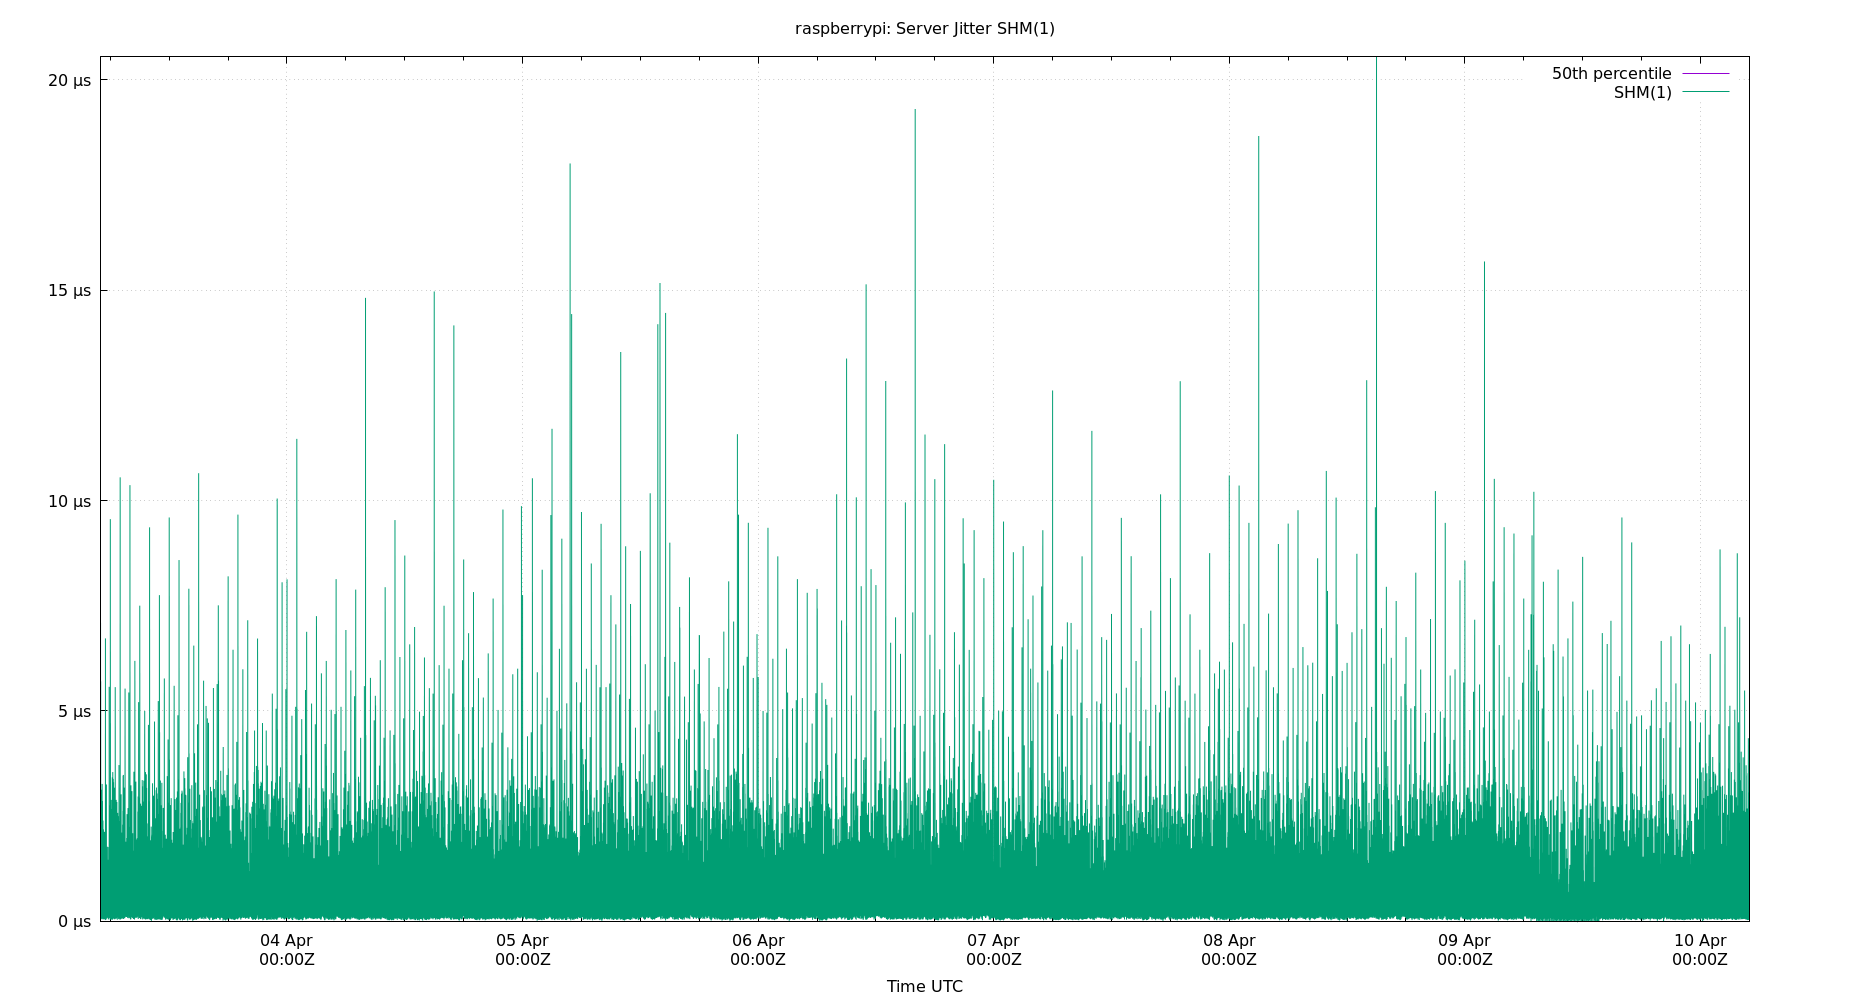 raspberrypi: Server Jitter SHM(1)
50th percentile
SHM(1)
20 µs
15 µs
10 µs
5 µs
0 µs
04 Apr 05 Apr 06 Apr 07 Apr 08 Apr 09 Apr 10 Apr
00:00Z 00:00Z 00:00Z 00:00Z 00:00Z 00:00Z 00:00Z
Time UTC